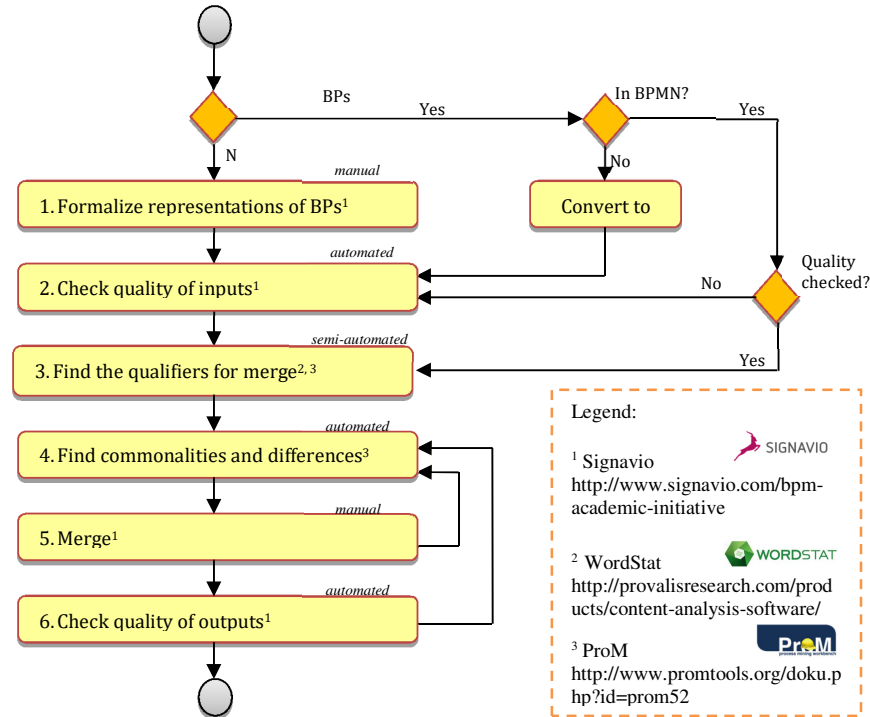 BPs
Yes
In BPMN?
Yes
N
No
manual
1. Formalize representations of BPs¹
Convert to
automated
2. Check quality of inputs¹
No
Quality
checked?
semi-automated
3. Find the qualifiers for merge²,³
Yes
automated
4. Find commonalities and differences³
manual
5. Merge¹
automated
6. Check quality of outputs¹
Legend:
SIGNAVIO
¹ Signavio
http://www.signavio.com/bpm-
academic-initiative
WORDSTAT
² WordStat
http://provalisresearch.com/prod
ucts/content-analysis-software/
ProM
process mining workbench
³ ProM
http://www.promtools.org/doku.p
hp?id=prom52